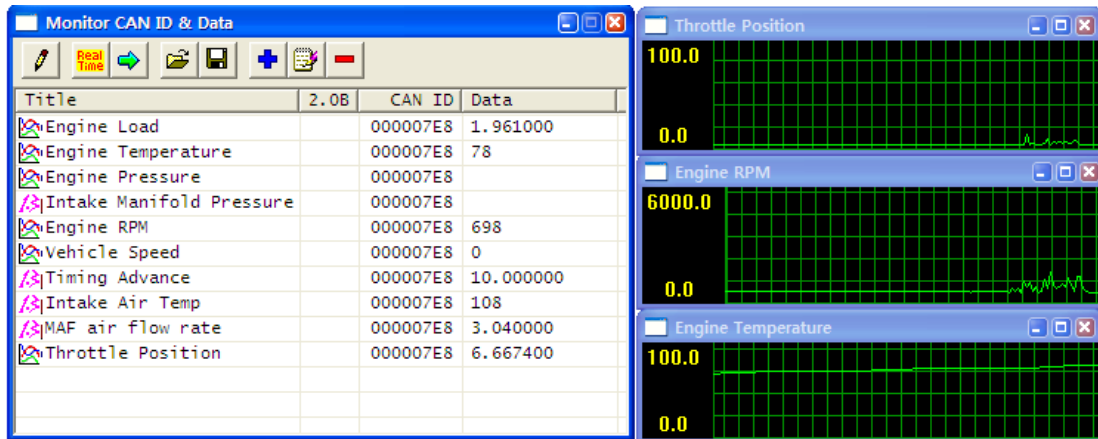 Monitor CAN ID & Data
Real Time
Title 2.0B CAN ID Data
Engine Load 000007E8 1.961000
Engine Temperature 000007E8 78
Engine Pressure 000007E8
Intake Manifold Pressure 000007E8
Engine RPM 000007E8 698
Vehicle Speed 000007E8 0
Timing Advance 000007E8 10.000000
Intake Air Temp 000007E8 108
MAF air flow rate 000007E8 3.040000
Throttle Position 000007E8 6.667400
Throttle Position
100.0
0.0
Engine RPM
6000.0
0.0
Engine Temperature
100.0
0.0